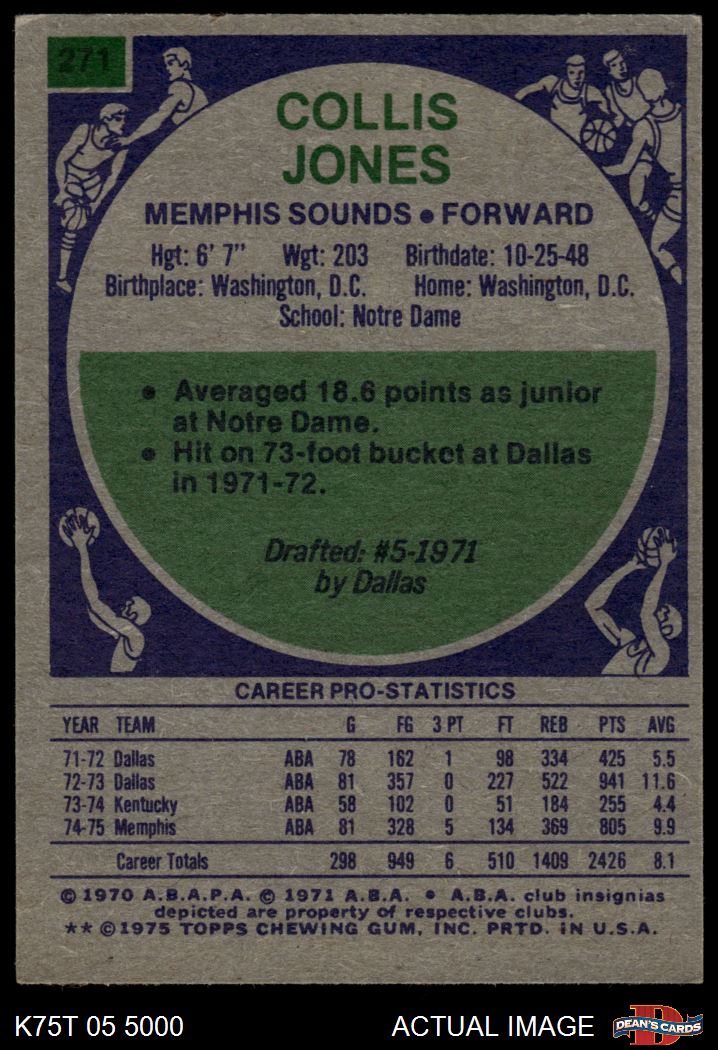 271
COLLIS
JONES
MEMPHIS SOUNDS • FORWARD
Hgt: 6' 7" Wgt: 203 Birthdate: 10-25-48
Birthplace: Washington, D.C. Home: Washington, D.C.
School: Notre Dame
• Averaged 18.6 points as junior
at Notre Dame.
• Hit on 73-foot bucket at Dallas
in 1971-72.
Drafted: #5-1971
by Dallas
CAREER PRO-STATISTICS
YEAR TEAM G FG 3 PT FT REB PTS AVG
71-72 Dallas ABA 78 162 1 98 334 425 5.5
72-73 Dallas ABA 81 357 0 227 522 941 11.6
73-74 Kentucky ABA 58 102 0 51 184 255 4.4
74-75 Memphis ABA 81 328 5 134 369 805 9.9
Career Totals 298 949 6 510 1409 2426 8.1
© 1970 A.B.A.P.A. © 1971 A.B.A. • A.B.A. club insignias
depicted are property of respective clubs.
** ©1975 TOPPS CHEWING GUM, INC. PRTD. IN U.S.A.
K75T 05 5000 ACTUAL IMAGE D DEAN'S CARDS